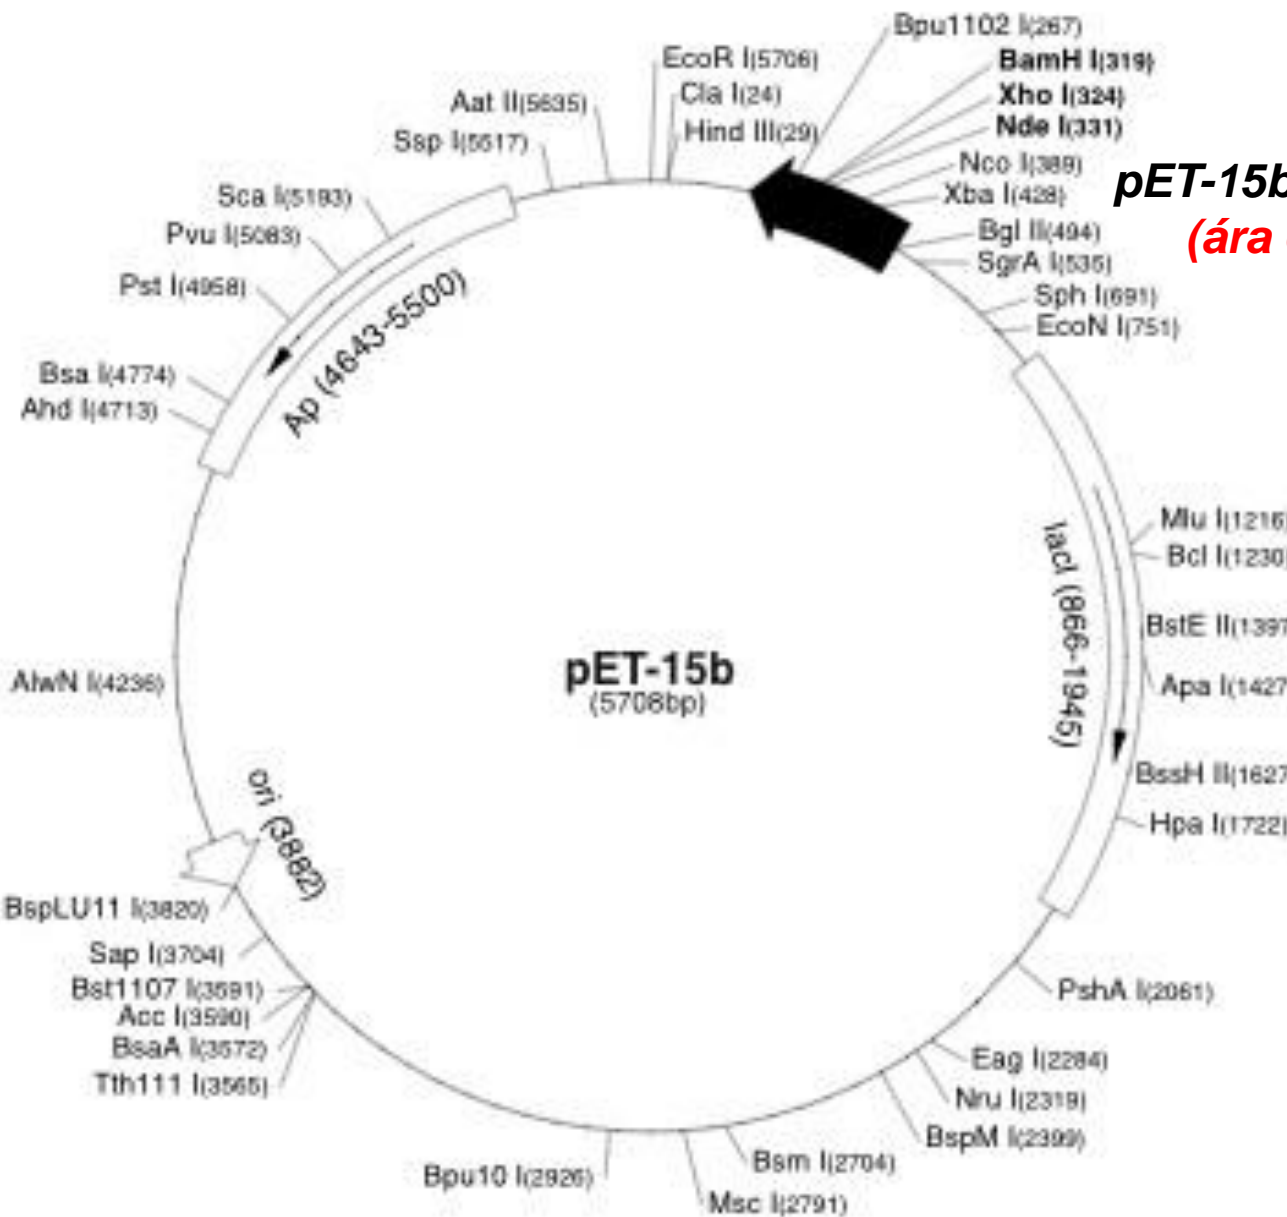 Bpu1102 I(267)
EcoR I(5706)
BamH I(319)
Cla I(24)
Xho I(324)
Aat II(5635)
Hind III(29)
Nde I(331)
Ssp I(5517)
Nco I(389)
pET-15b
Sca I(5193)
Xba I(428)
Pvu I(5083)
Bgl II(494)
(ára
SgrA I(535)
Pst I(4958)
Sph I(691)
EcoN I(751)
Bsa I(4774)
Ahd I(4713)
Ap (4643-5500)
Mlu I(1216)
Bcl I(1230)
lacI (866-1945)
BstE II(1397
pET-15b
(5708bp)
AlwN I(4236)
Apa I(1427
BssH II(1627
ori (3882)
Hpa I(1722)
BspLU11 I(3820)
Sap I(3704)
Bst1107 I(3591)
PshA I(2061)
Acc I(3590)
BsaA I(3572)
Eag I(2284)
Tth111 I(3565)
Nru I(2319)
BspM I(2399)
Bsm I(2704)
Bpu10 I(2926)
Msc I(2791)